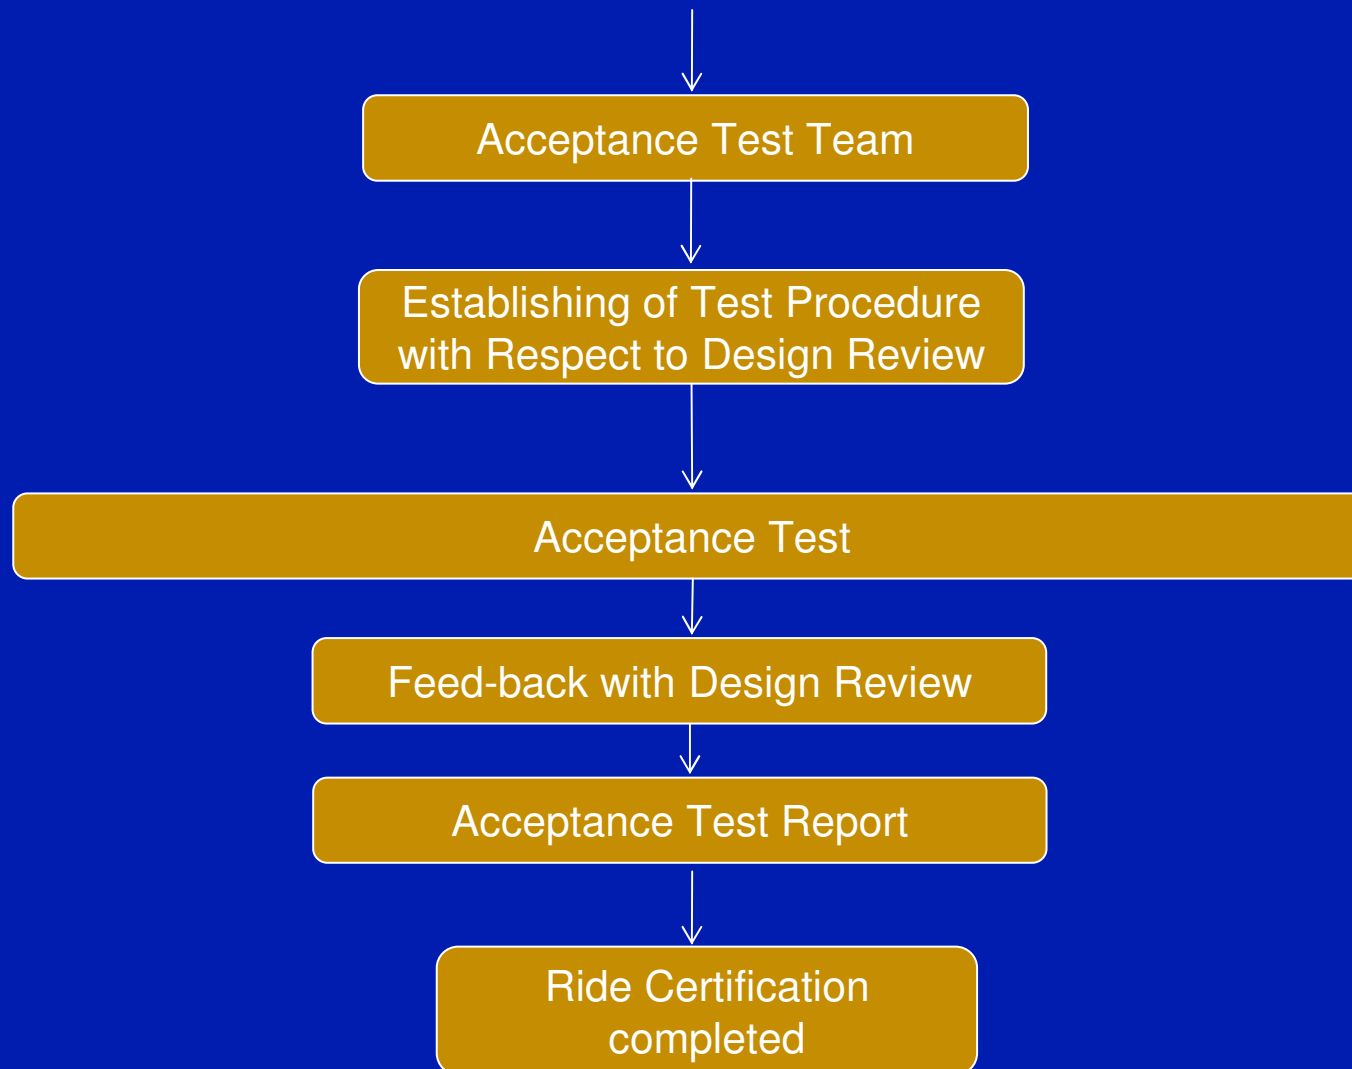 Acceptance Test Team
Establishing of Test Procedure
with Respect to Design Review
Acceptance Test
Feed-back with Design Review
Acceptance Test Report
Ride Certification
completed